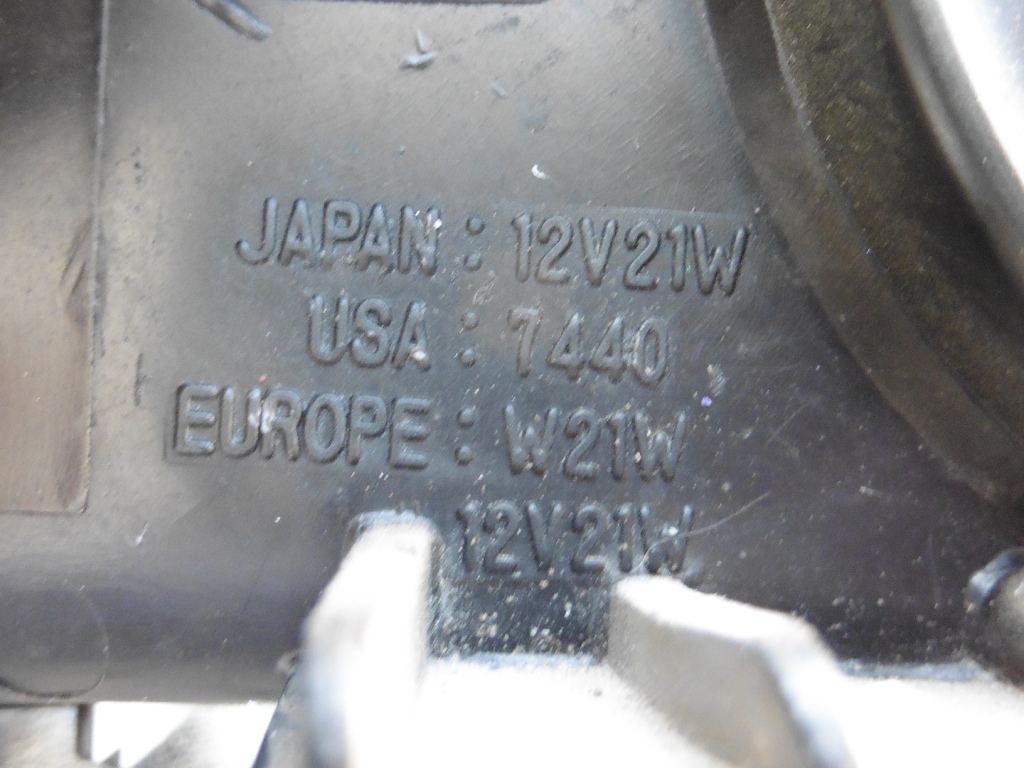 JAPAN : 12V21W
USA : 7440
EUROPE : W21W
12V21W